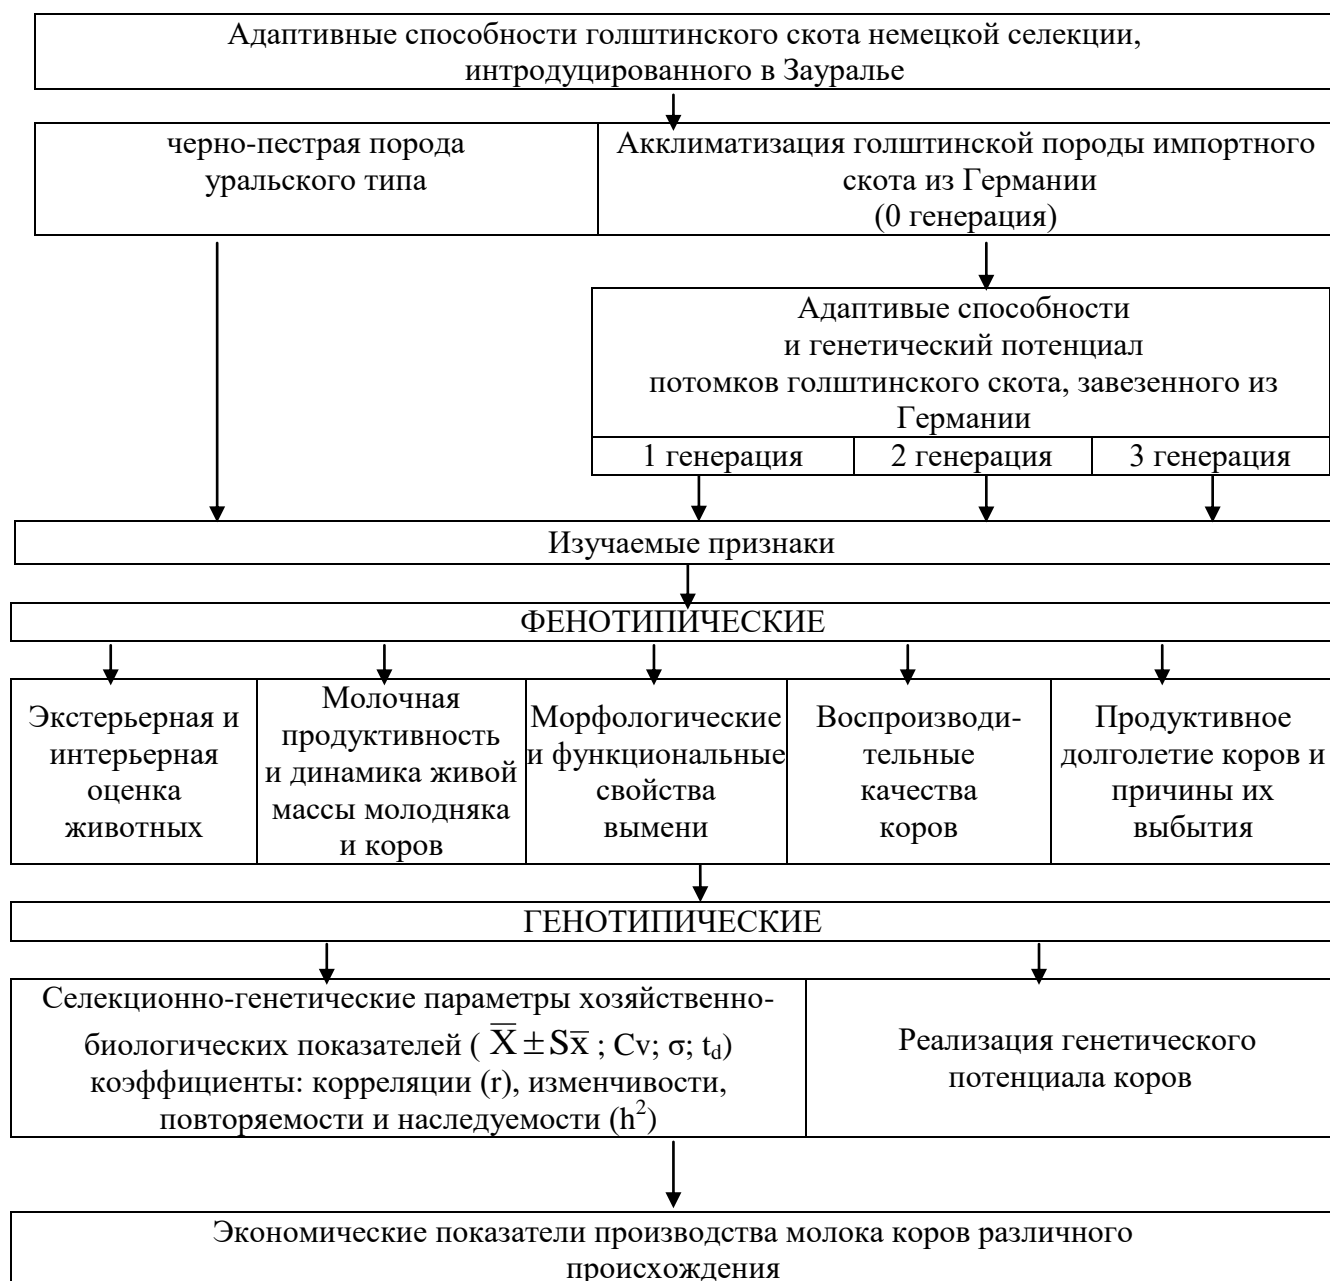 Адаптивные способности голштинского скота немецкой селекции,
интродуцированного в Зауралье
черно-пестрая порода
уральского типа
Акклиматизация голштинской породы импортного
скота из Германии
(0 генерация)
Адаптивые способности
и генетический потенциал
потомков голштинского скота, завезенного из
Германии
1 генерация
2 генерация
3 генерация
Изучаемые признаки
ФЕНОТИПИЧЕСКИЕ
Экстерьерная и
интерьерная
оценка
животных
Молочная
продуктивность
и динамика живой
массы молодняка
и коров
Морфологические
и функциональные
свойства
вымени
Воспроизводи-
тельные
качества
коров
Продуктивное
долголетие коров и
причины их
выбытия
ГЕНОТИПИЧЕСКИЕ
Селекционно-генетические параметры хозяйственно-
биологических показателей ( X̅ ± Sx̅ ; Cv; σ; td)
коэффициенты: корреляции (r), изменчивости,
повторяемости и наследуемости (h²)
Реализация генетического
потенциала коров
Экономические показатели производства молока коров различного
происхождения